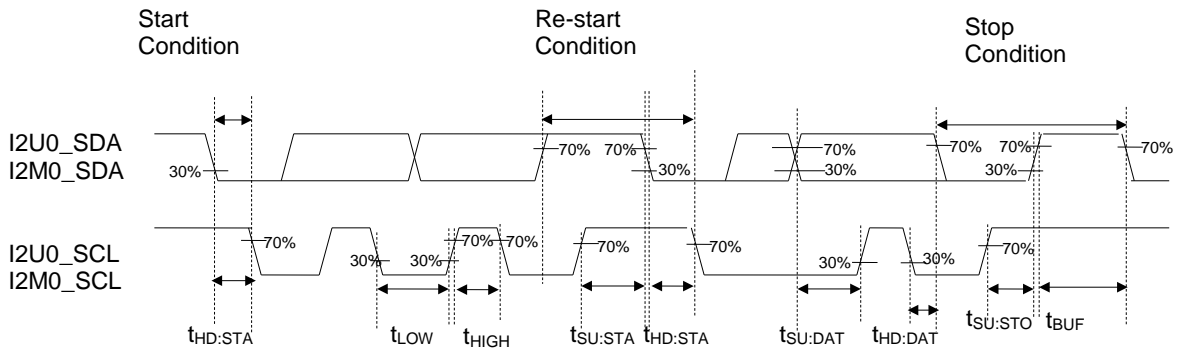 Start
Condition
Re-start
Condition
Stop
Condition
I2U0_SDA
I2M0_SDA
30%
70%
70%
30%
70%
30%
70%
70%
30%
70%
I2U0_SCL
I2M0_SCL
70%
30%
30%
70%
70%
70%
70%
30%
30%
70%
tHD:STA
tLOW
tHIGH
tSU:STA
tHD:STA
tSU:DAT
tHD:DAT
tSU:STO
tBUF